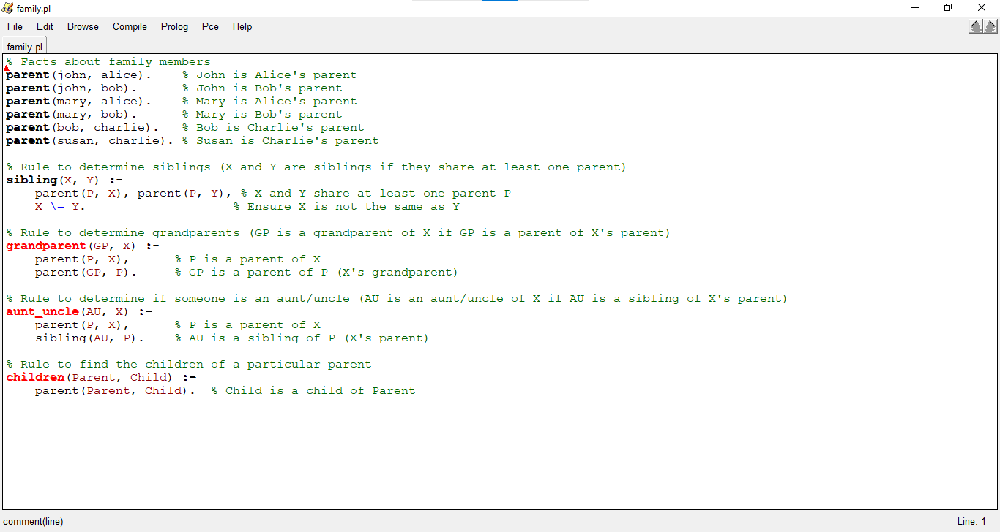 family.pl
File Edit Browse Compile Prolog Pce Help
family.pl
% Facts about family members
parent(john, alice).    % John is Alice's parent
parent(john, bob).      % John is Bob's parent
parent(mary, alice).    % Mary is Alice's parent
parent(mary, bob).      % Mary is Bob's parent
parent(bob, charlie).   % Bob is Charlie's parent
parent(susan, charlie). % Susan is Charlie's parent
% Rule to determine siblings (X and Y are siblings if they share at least one parent)
sibling(X, Y) :-
    parent(P, X), parent(P, Y), % X and Y share at least one parent P
    X \= Y.                    % Ensure X is not the same as Y
% Rule to determine grandparents (GP is a grandparent of X if GP is a parent of X's parent)
grandparent(GP, X) :-
    parent(P, X),      % P is a parent of X
    parent(GP, P).     % GP is a parent of P (X's grandparent)
% Rule to determine if someone is an aunt/uncle (AU is an aunt/uncle of X if AU is a sibling of X's parent)
aunt_uncle(AU, X) :-
    parent(P, X),      % P is a parent of X
    sibling(AU, P).    % AU is a sibling of P (X's parent)
% Rule to find the children of a particular parent
children(Parent, Child) :-
    parent(Parent, Child).  % Child is a child of Parent
comment(line) Line: 1